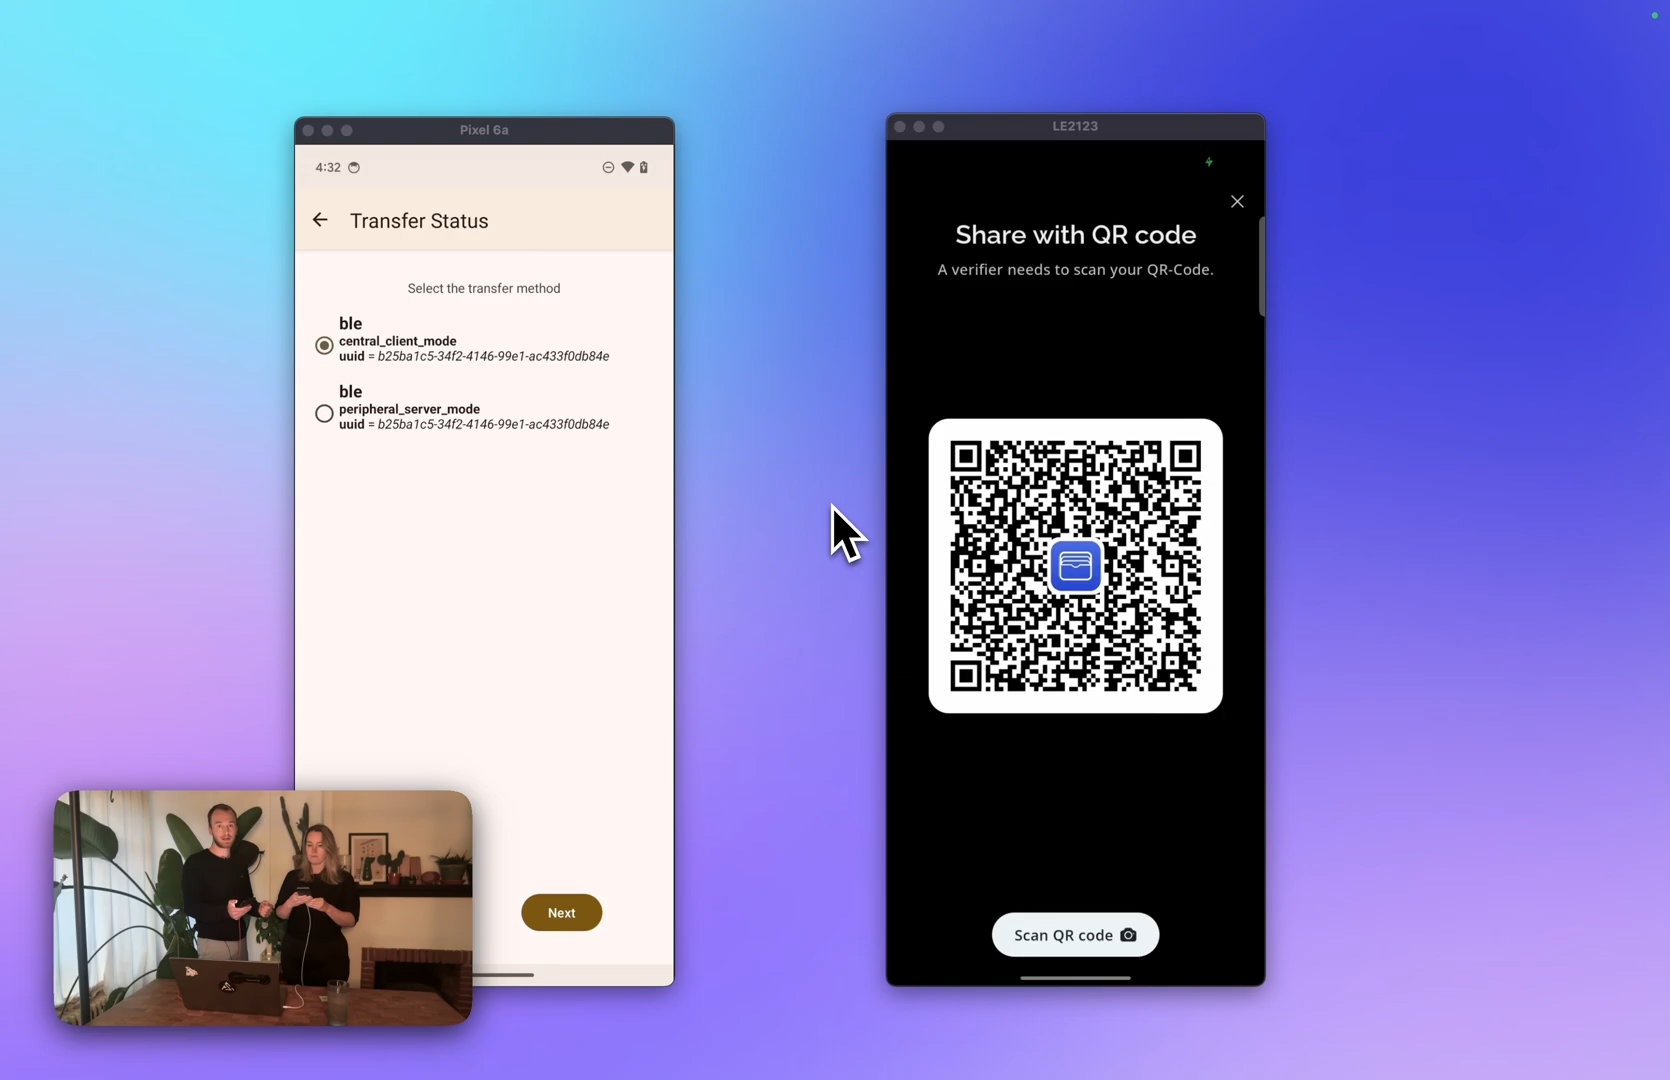 Pixel 6a
4:32
Transfer Status
Select the transfer method
ble
central_client_mode
uuid = b25ba1c5-34f2-4146-99e1-ac433f0db84e
ble
peripheral_server_mode
uuid = b25ba1c5-34f2-4146-99e1-ac433f0db84e
Next
LE2123
Share with QR code
A verifier needs to scan your QR-Code.
Scan QR code